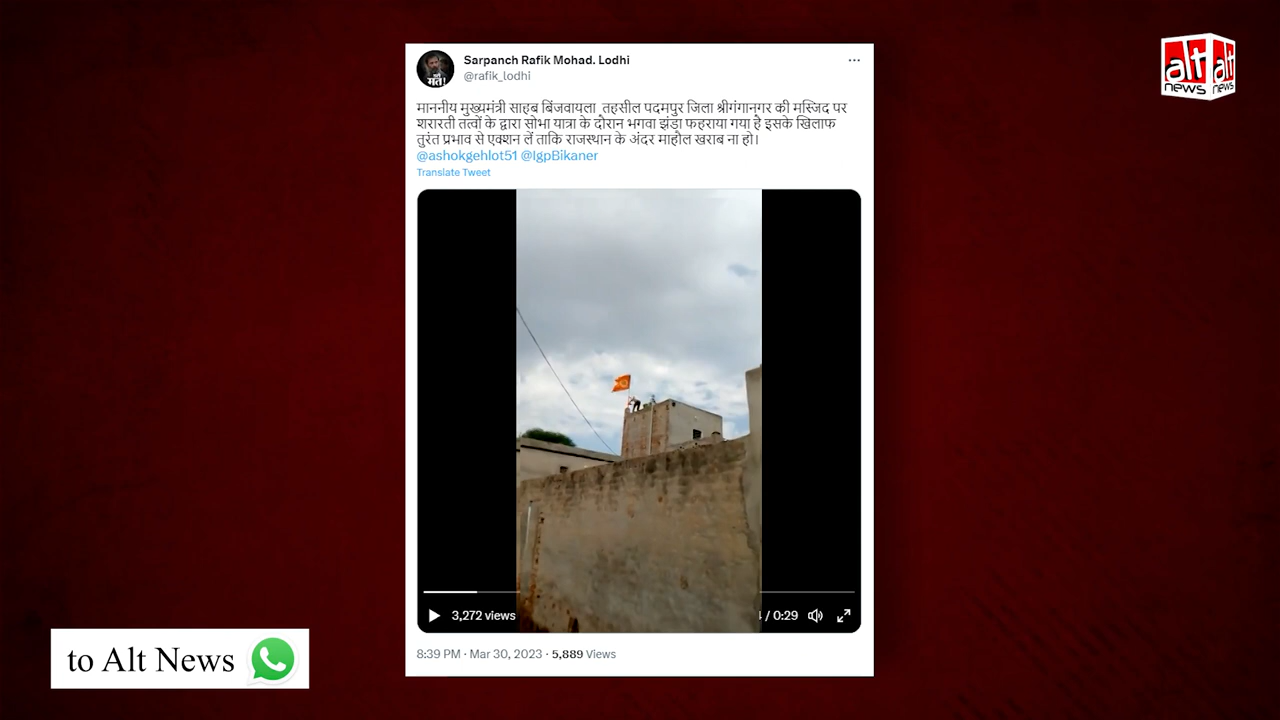 Sarpanch Rafik Mohad. Lodhi
@rafik_lodhi
माननीय मुख्यमंत्री साहब बिंजवायला ,तहसील पदमपुर जिला श्रीगंगानगर की मस्जिद पर
शरारती तत्वों के द्वारा सोभा यात्रा के दौरान भगवा झंडा फहराया गया है इसके खिलाफ
तुरंत प्रभाव से एक्शन लें ताकि राजस्थान के अंदर माहोल खराब ना हो।
@ashokgehlot51 @IgpBikaner
Translate Tweet
3,272 views
/ 0:29
8:39 PM · Mar 30, 2023 · 5,889 Views
to Alt News
alt
news
alt
news